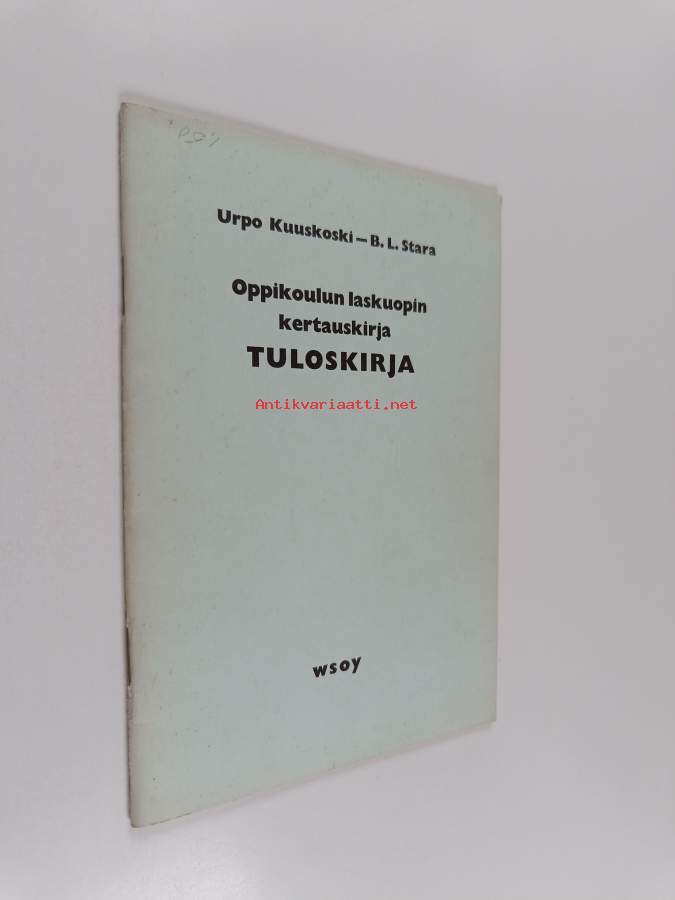 Urpo Kuuskoski — B. L. Stara
Oppikoulun laskuopin
kertauskirja
TULOSKIRJA
Antikvariaatti.net
wsoy